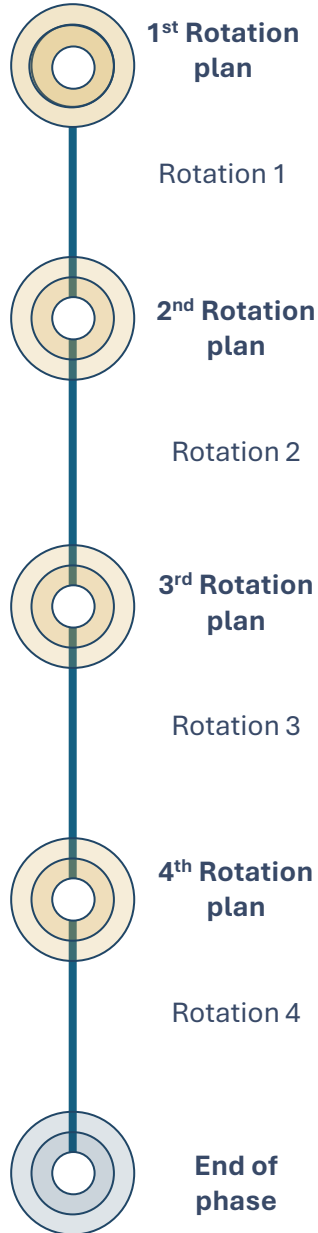 1st Rotation
plan
Rotation 1
2nd Rotation
plan
Rotation 2
3rd Rotation
plan
Rotation 3
4th Rotation
plan
Rotation 4
End of
phase